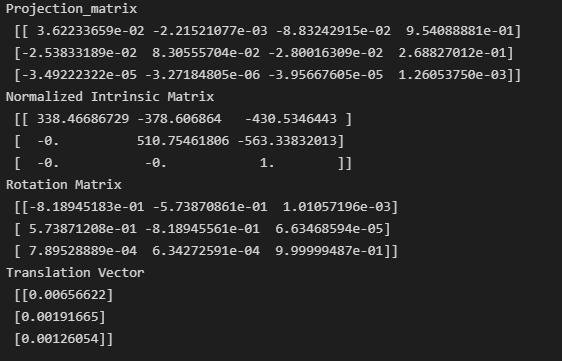 Projection_matrix
[[ 3.62233659e-02 -2.21521077e-03 -8.83242915e-02  9.54088881e-01]
[-2.53833189e-02  8.30555704e-02 -2.80016309e-02  2.68827012e-01]
[-3.49222322e-05 -3.27184805e-06 -3.95667605e-05  1.26053750e-03]]
Normalized Intrinsic Matrix
[[ 338.46686729 -378.606864   -430.5346443 ]
[  -0.          510.75461806 -563.33832013]
[  -0.           -0.            1.        ]]
Rotation Matrix
[[-8.18945183e-01 -5.73870861e-01  1.01057196e-03]
[ 5.73871208e-01 -8.18945561e-01  6.63468594e-05]
[ 7.89528889e-04  6.34272591e-04  9.99999487e-01]]
Translation Vector
[[0.00656622]
[0.00191665]
[0.00126054]]